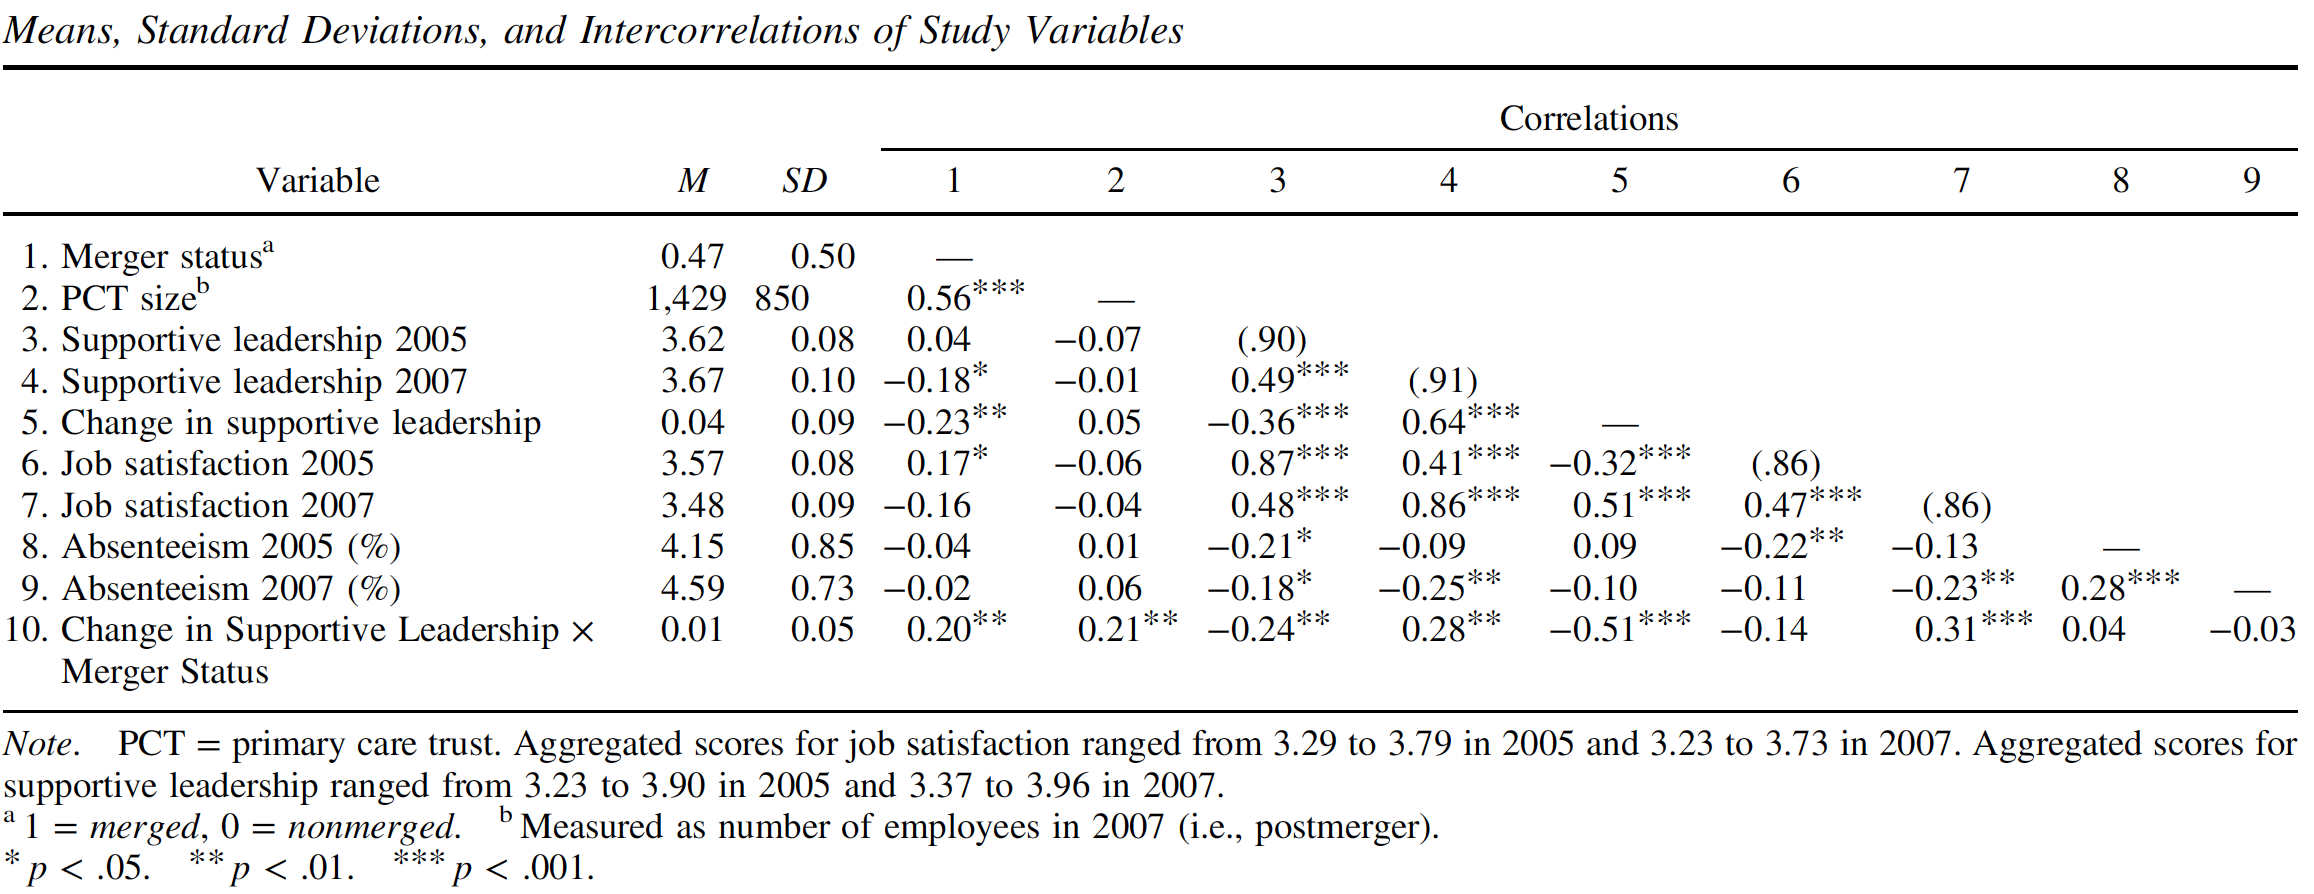 Means, Standard Deviations, and Intercorrelations of Study Variables
Correlations
Variable M SD 1 2 3 4 5 6 7 8 9
1. Merger statusᵃ 0.47 0.50 —
2. PCT sizeᵇ 1,429 850 0.56*** —
3. Supportive leadership 2005 3.62 0.08 0.04 −0.07 (.90)
4. Supportive leadership 2007 3.67 0.10 −0.18* −0.01 0.49*** (.91)
5. Change in supportive leadership 0.04 0.09 −0.23** 0.05 −0.36*** 0.64*** —
6. Job satisfaction 2005 3.57 0.08 0.17* −0.06 0.87*** 0.41*** −0.32*** (.86)
7. Job satisfaction 2007 3.48 0.09 −0.16 −0.04 0.48*** 0.86*** 0.51*** 0.47*** (.86)
8. Absenteeism 2005 (%) 4.15 0.85 −0.04 0.01 −0.21* −0.09 0.09 −0.22** −0.13 —
9. Absenteeism 2007 (%) 4.59 0.73 −0.02 0.06 −0.18* −0.25** −0.10 −0.11 −0.23** 0.28*** —
10. Change in Supportive Leadership × 0.01 0.05 0.20** 0.21** −0.24** 0.28** −0.51*** −0.14 0.31*** 0.04 −0.03
Merger Status
Note. PCT = primary care trust. Aggregated scores for job satisfaction ranged from 3.29 to 3.79 in 2005 and 3.23 to 3.73 in 2007. Aggregated scores for
supportive leadership ranged from 3.23 to 3.90 in 2005 and 3.37 to 3.96 in 2007.
ᵃ 1 = merged, 0 = nonmerged. ᵇ Measured as number of employees in 2007 (i.e., postmerger).
* p < .05. ** p < .01. *** p < .001.